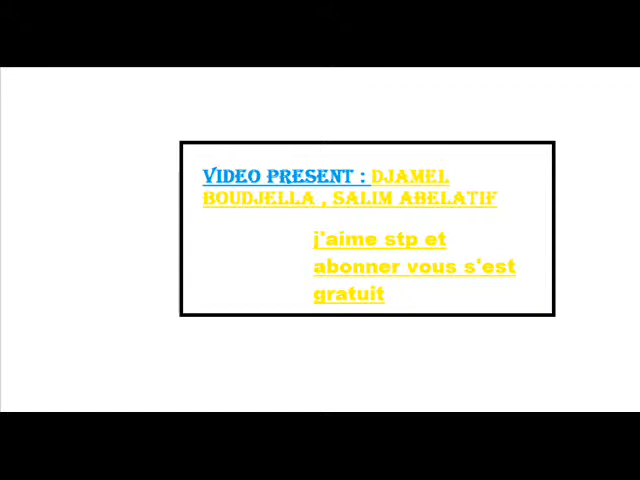 VIDEO PRESENT : DJAMEL
BOUDJELLA , SALIM ABELATIF
j'aime stp et
abonner vous s'est
gratuit